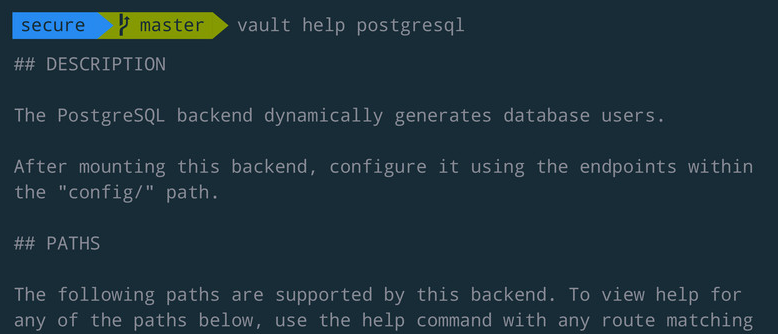 secure master vault help postgresql
## DESCRIPTION
The PostgreSQL backend dynamically generates database users.
After mounting this backend, configure it using the endpoints within
the "config/" path.
## PATHS
The following paths are supported by this backend. To view help for
any of the paths below, use the help command with any route matching